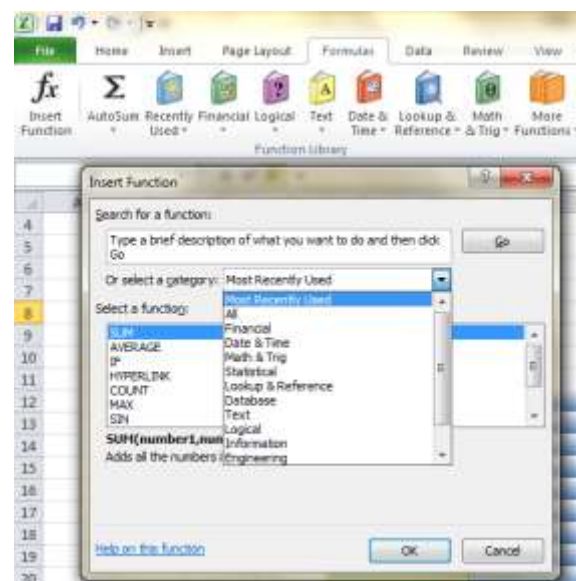 File Home Insert Page Layout Formulas Data Review View
fx Σ ? A θ
Insert Function AutoSum Recently Used Financial Logical Text Date & Time Lookup & Reference Math & Trig More Functions
Function Library
Insert Function
Search for a function:
Type a brief description of what you want to do and then click Go
Go
Or select a category: Most Recently Used
Most Recently Used
All
Financial
Date & Time
Math & Trig
Statistical
Lookup & Reference
Database
Text
Logical
Information
Engineering
Select a function:
SUM
AVERAGE
IF
HYPERLINK
COUNT
MAX
SIN
SUM(number1,num
Adds all the numbers
Help on this function
OK Cancel
4
5
6
7
8
9
10
11
12
13
14
15
16
17
18
19
20